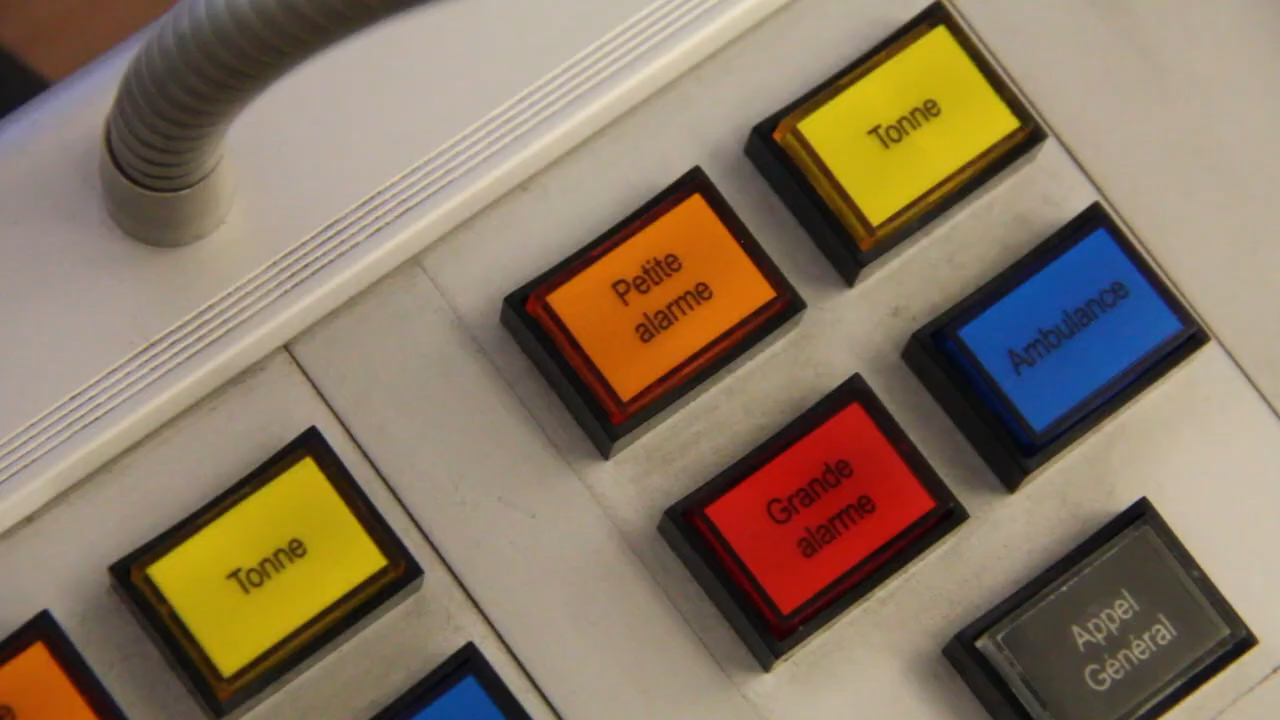 Tonne
Petite
alarme
Ambulance
Grande
alarme
Tonne
Appel
Général